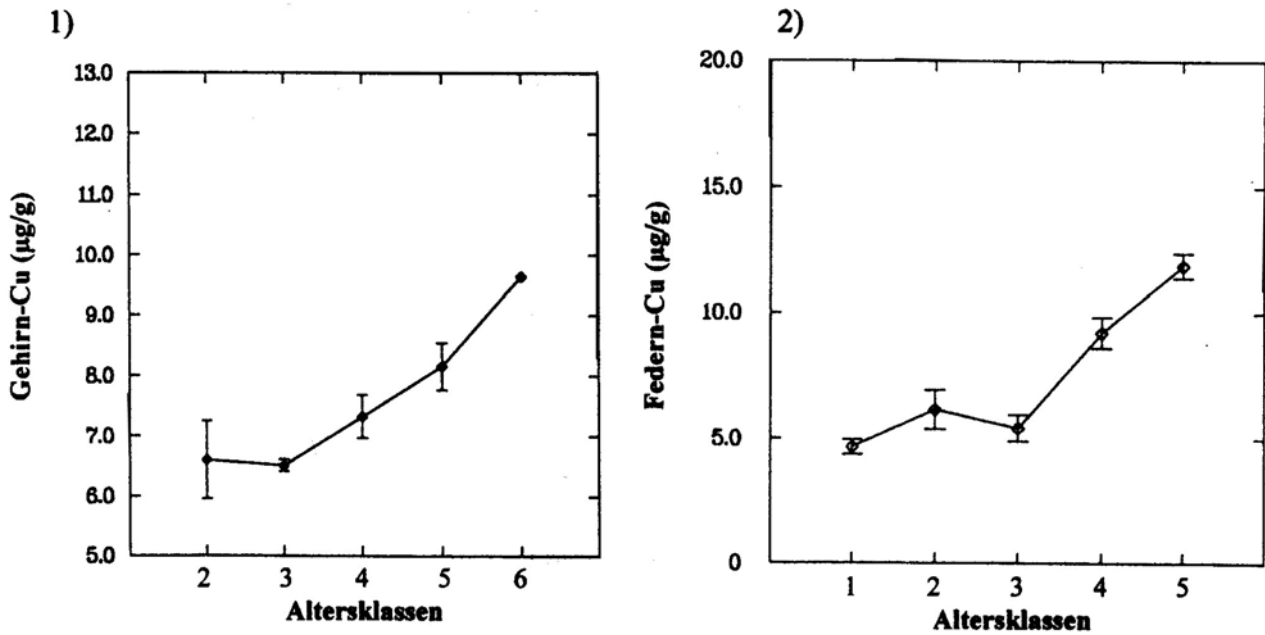 1)
Gehirn-Cu (µg/g)
13.0
12.0
11.0
10.0
9.0
8.0
7.0
6.0
5.0
2 3 4 5 6
Altersklassen
2)
Federn-Cu (µg/g)
20.0
15.0
10.0
5.0
0
1 2 3 4 5
Altersklassen